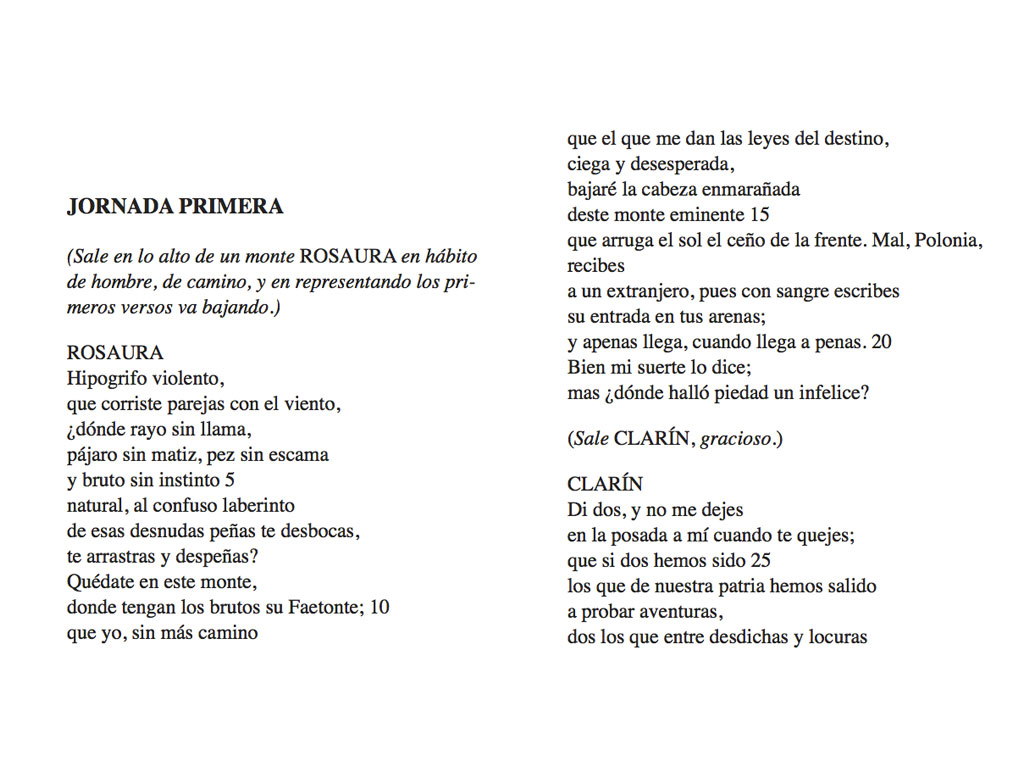 JORNADA PRIMERA
(Sale en lo alto de un monte ROSAURA en hábito
de hombre, de camino, y en representando los pri-
meros versos va bajando.)
ROSAURA
Hipogrifo violento,
que corriste parejas con el viento,
¿dónde rayo sin llama,
pájaro sin matiz, pez sin escama
y bruto sin instinto 5
natural, al confuso laberinto
de esas desnudas peñas te desbocas,
te arrastras y despeñas?
Quédate en este monte,
donde tengan los brutos su Faetonte; 10
que yo, sin más camino
que el que me dan las leyes del destino,
ciega y desesperada,
bajaré la cabeza enmarañada
deste monte eminente 15
que arruga el sol el ceño de la frente. Mal, Polonia,
recibes
a un extranjero, pues con sangre escribes
su entrada en tus arenas;
y apenas llega, cuando llega a penas. 20
Bien mi suerte lo dice;
mas ¿dónde halló piedad un infelice?
(Sale CLARÍN, gracioso.)
CLARÍN
Di dos, y no me dejes
en la posada a mí cuando te quejes;
que si dos hemos sido 25
los que de nuestra patria hemos salido
a probar aventuras,
dos los que entre desdichas y locuras